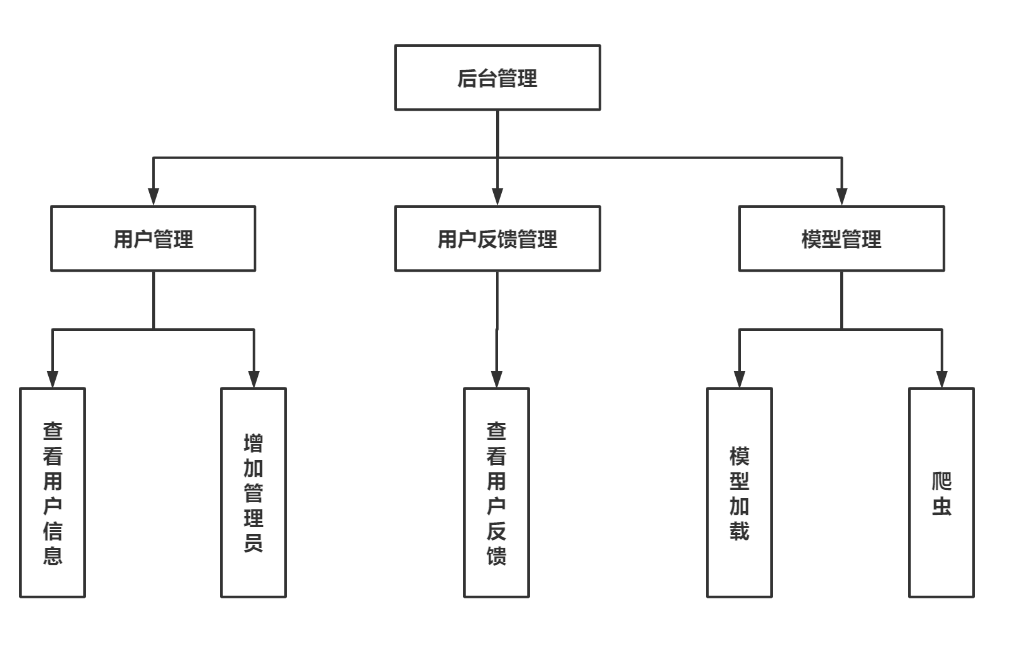 后台管理
用户管理
用户反馈管理
模型管理
查看用户信息
增加管理员
查看用户反馈
模型加载
爬虫